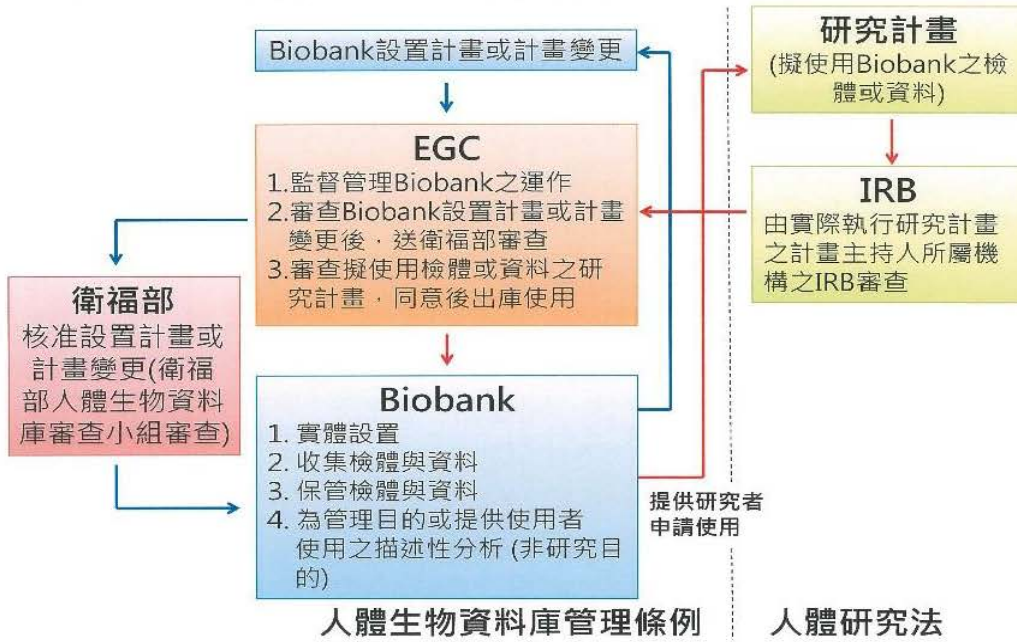 Biobank設置計畫或計畫變更
EGC
1.監督管理Biobank之運作
2.審查Biobank設置計畫或計畫
變更後，送衛福部審查
3.審查擬使用檢體或資料之研
究計畫，同意後出庫使用
衛福部
核准設置計畫或
計畫變更(衛福
部人體生物資料
庫審查小組審查)
Biobank
1. 實體設置
2. 收集檢體與資料
3. 保管檢體與資料
4. 為管理目的或提供使用者
使用之描述性分析 (非研究目
的)
提供研究者
申請使用
人體生物資料庫管理條例
研究計畫
(擬使用Biobank之檢
體或資料)
IRB
由實際執行研究計畫
之計畫主持人所屬機
構之IRB審查
人體研究法